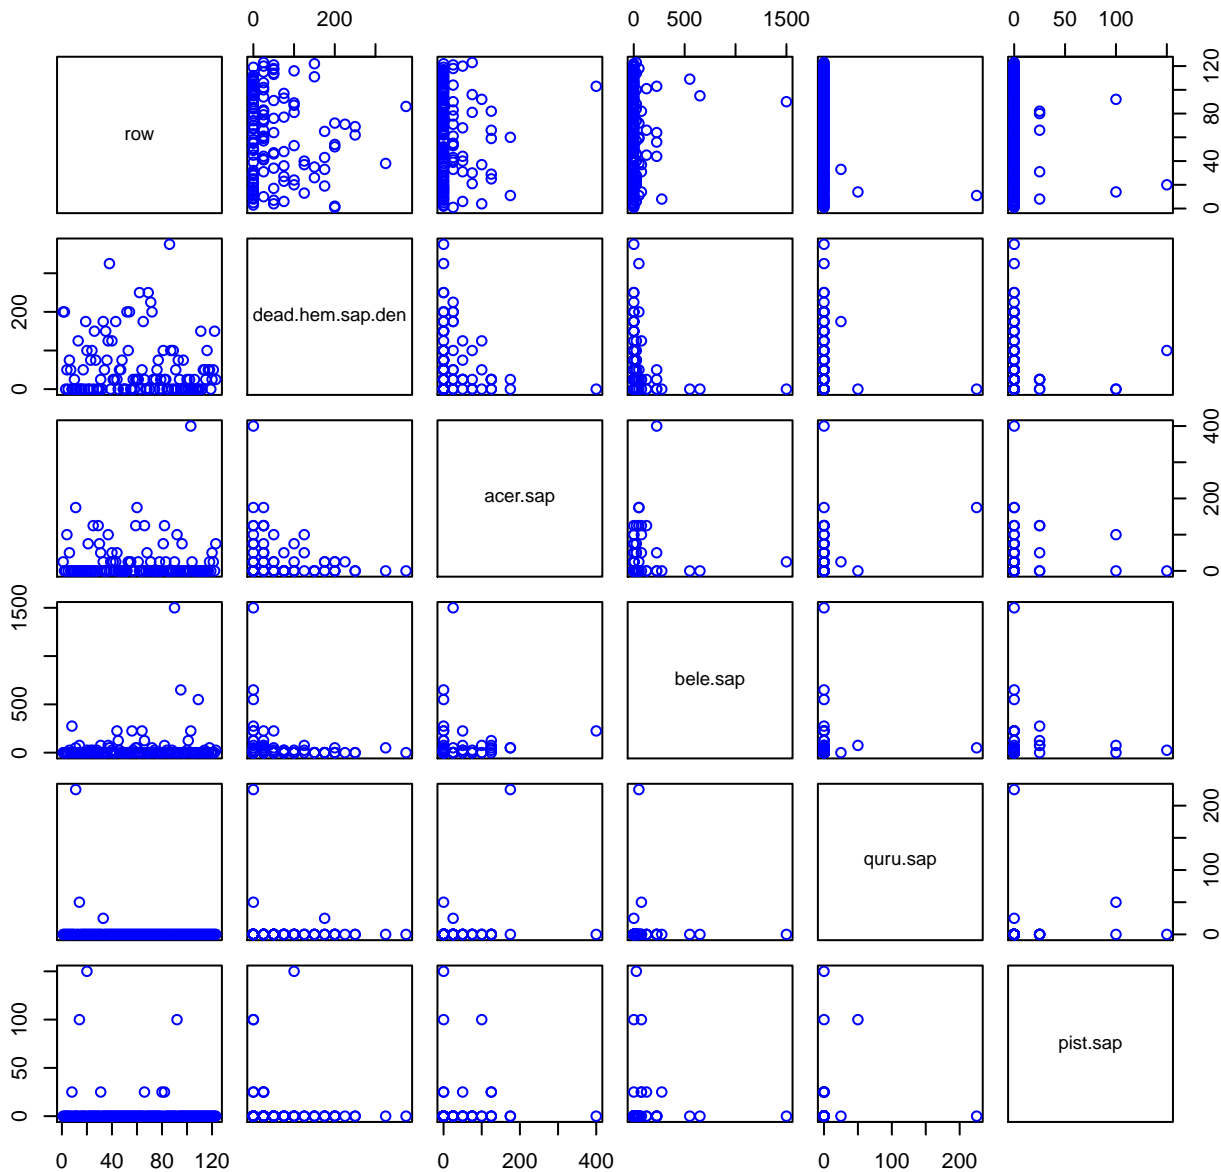 0 200 0 500 1500 0 50 100
row 0 40 80 120
0 200 dead.hem.sap.den
acer.sap 0 200 400
0 500 1500 bele.sap
quru.sap 0 100 200
0 50 100 pist.sap
0 40 80 120 0 200 400 0 100 200